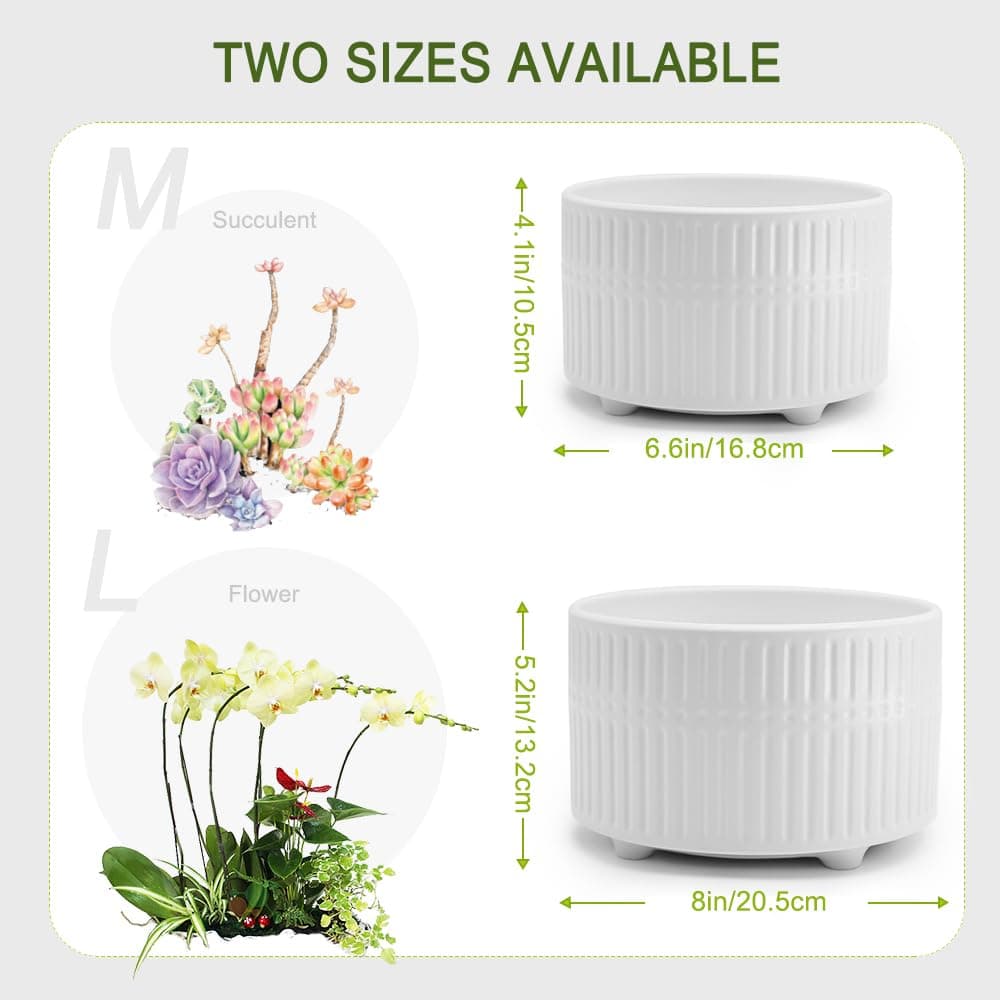 TWO SIZES AVAILABLE
M
Succulent
4.1in/10.5cm
6.6in/16.8cm
L
Flower
5.2in/13.2cm
8in/20.5cm